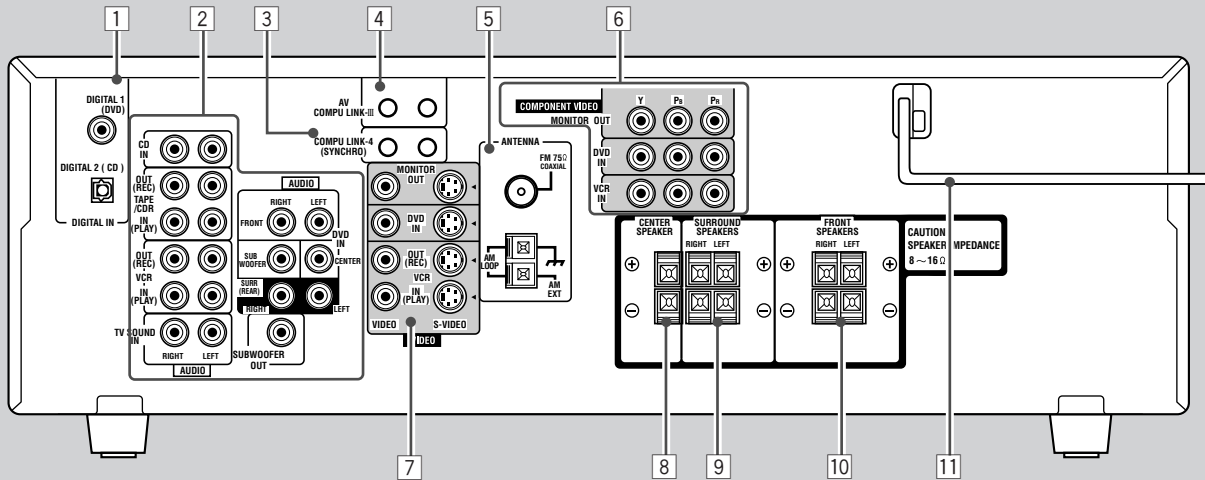 1 2 3 4 5 6
DIGITAL 1
(DVD)
DIGITAL 2 ( CD )
DIGITAL IN
CD
IN
OUT
(REC)
TAPE
/CDR
IN
(PLAY)
OUT
(REC)
VCR
IN
(PLAY)
TV SOUND
IN
RIGHT LEFT
AUDIO
AUDIO
RIGHT LEFT
FRONT
DVD
IN
SUB
WOOFER
CENTER
SURR
(REAR)
RIGHT LEFT
SUBWOOFER
OUT
AV
COMPU LINK-III
COMPU LINK-4
(SYNCHRO)
MONITOR
OUT
DVD
IN
OUT
(REC)
VCR
IN
(PLAY)
VIDEO S-VIDEO
VIDEO
ANTENNA
FM 75Ω
COAXIAL
AM
LOOP
AM
EXT
COMPONENT VIDEO
Y PB PR
MONITOR OUT
DVD
IN
VCR
IN
CENTER
SPEAKER
SURROUND
SPEAKERS
RIGHT LEFT
FRONT
SPEAKERS
RIGHT LEFT
+ + +
− − −
CAUTION
SPEAKER IMPEDANCE
8～16 Ω
7 8 9 10 11